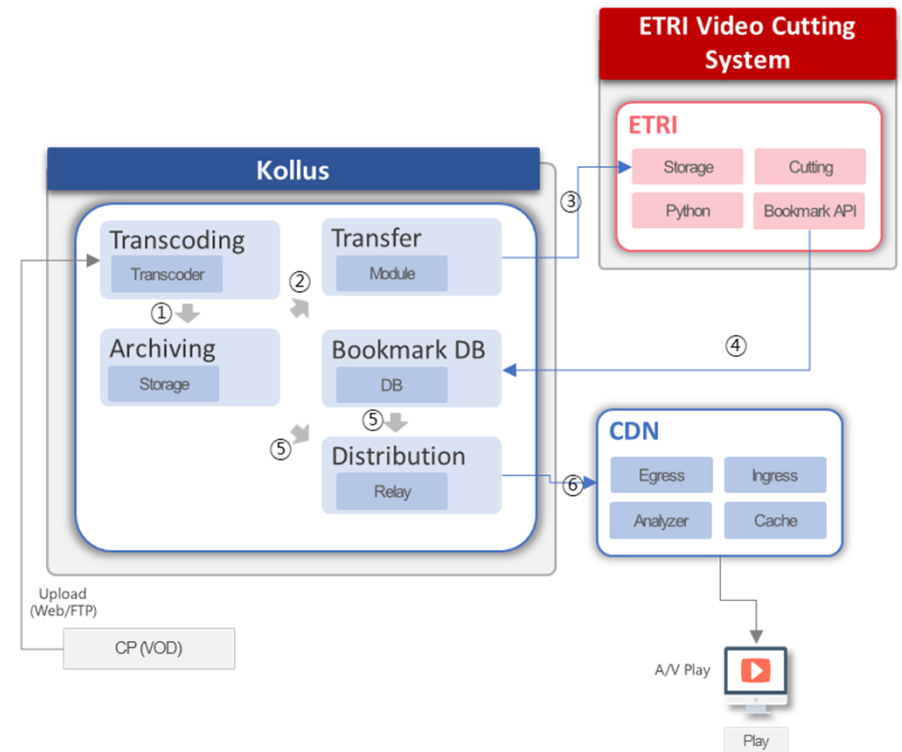 ETRI Video Cutting
System
ETRI
Storage
Cutting
Python
Bookmark API
Kollus
Transcoding
Transcoder
①
Archiving
Storage
②
Transfer
Module
③
④
Bookmark DB
DB
⑤
⑤
Distribution
Relay
⑥
CDN
Egress
Ingress
Analyzer
Cache
Upload
(Web/FTP)
CP (VOD)
A/V Play
Play